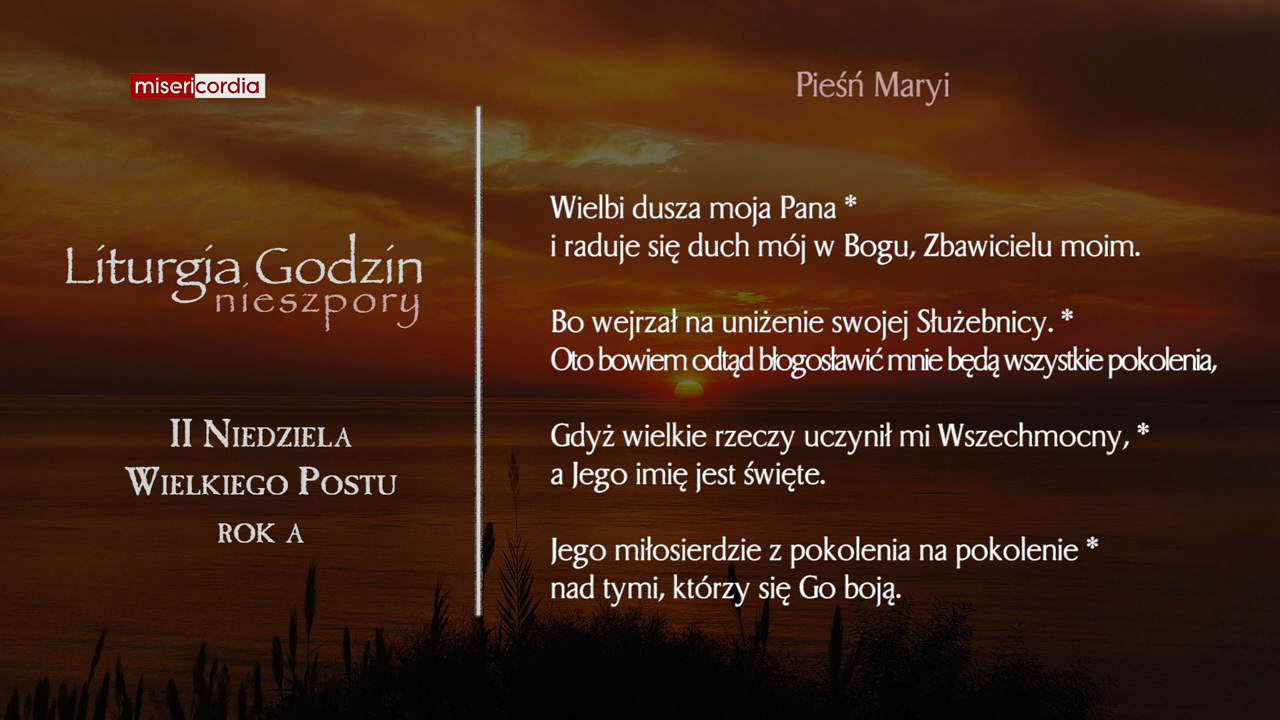 misericordia
Liturgia Godzin
nieszpory
II Niedziela
Wielkiego Postu
rok A
Pieśń Maryi
Wielbi dusza moja Pana *
i raduje się duch mój w Bogu, Zbawicielu moim.
Bo wejrzał na uniżenie swojej Służebnicy. *
Oto bowiem odtąd błogosławić mnie będą wszystkie pokolenia,
Gdyż wielkie rzeczy uczynił mi Wszechmocny, *
a Jego imię jest święte.
Jego miłosierdzie z pokolenia na pokolenie *
nad tymi, którzy się Go boją.